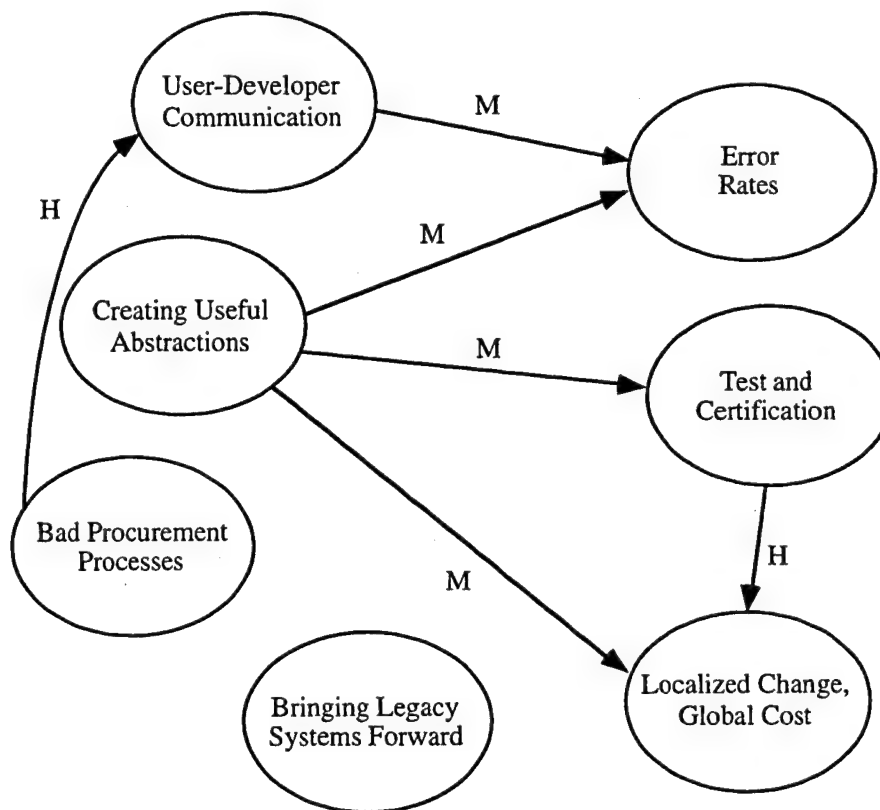 User-Developer
Communication
M
Error
Rates
H
M
Creating Useful
Abstractions
M
Test and
Certification
Bad Procurement
Processes
H
M
Localized Change,
Global Cost
Bringing Legacy
Systems Forward